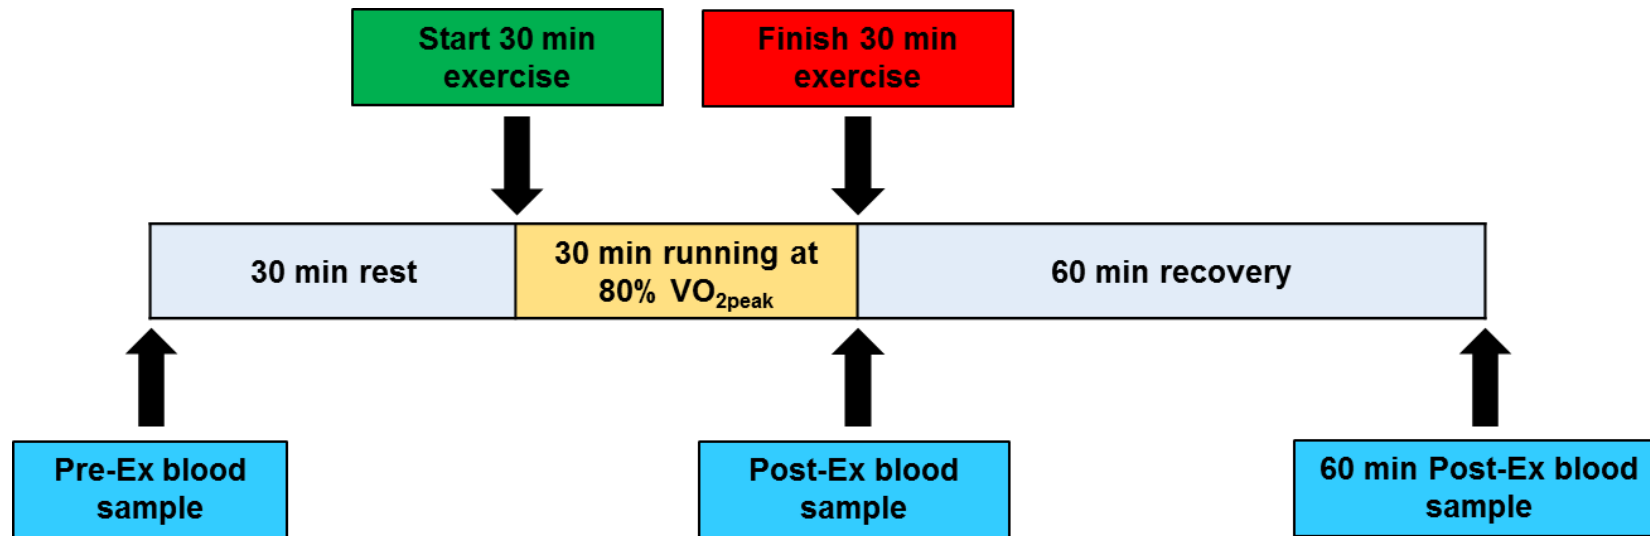 Start 30 min
exercise
Finish 30 min
exercise
30 min rest
30 min running at
80% VO₂peak
60 min recovery
Pre-Ex blood
sample
Post-Ex blood
sample
60 min Post-Ex blood
sample